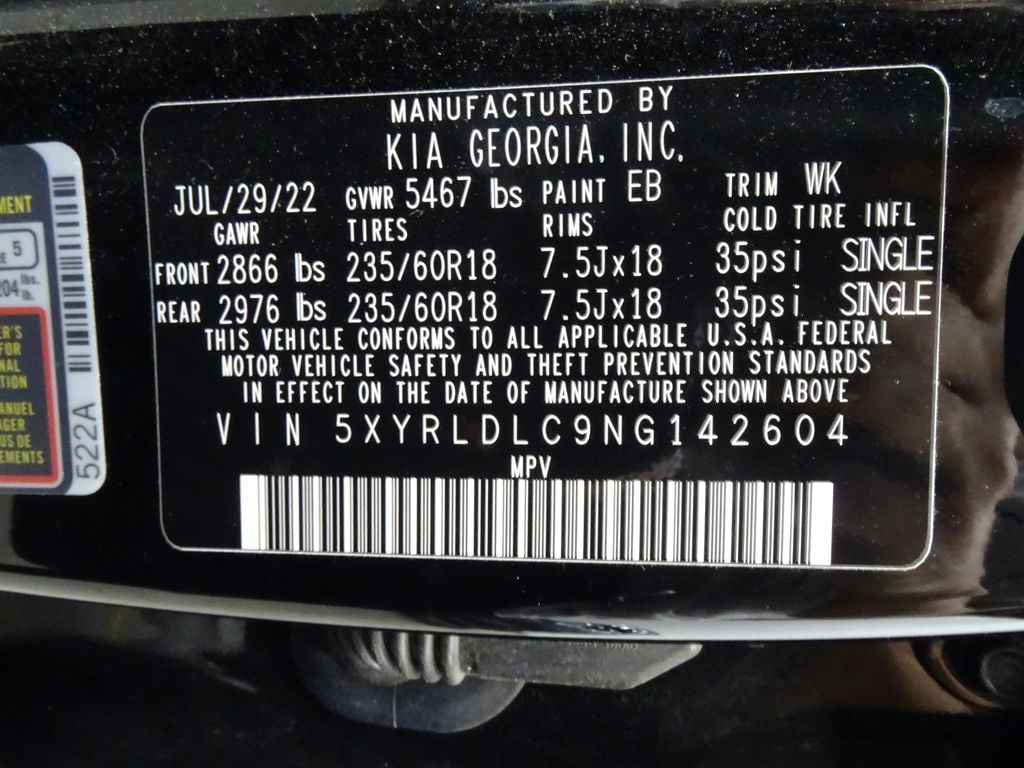 MANUFACTURED BY
KIA GEORGIA, INC.
JUL/29/22 GVWR 5467 lbs PAINT EB TRIM WK
GAWR TIRES RIMS COLD TIRE INFL
FRONT 2866 lbs 235/60R18 7.5Jx18 35psi SINGLE
REAR 2976 lbs 235/60R18 7.5Jx18 35psi SINGLE
THIS VEHICLE CONFORMS TO ALL APPLICABLE U.S.A. FEDERAL
MOTOR VEHICLE SAFETY AND THEFT PREVENTION STANDARDS
IN EFFECT ON THE DATE OF MANUFACTURE SHOWN ABOVE
VIN 5XYRLDLC9NG142604
MPV
5
lbs.
lb.
522A